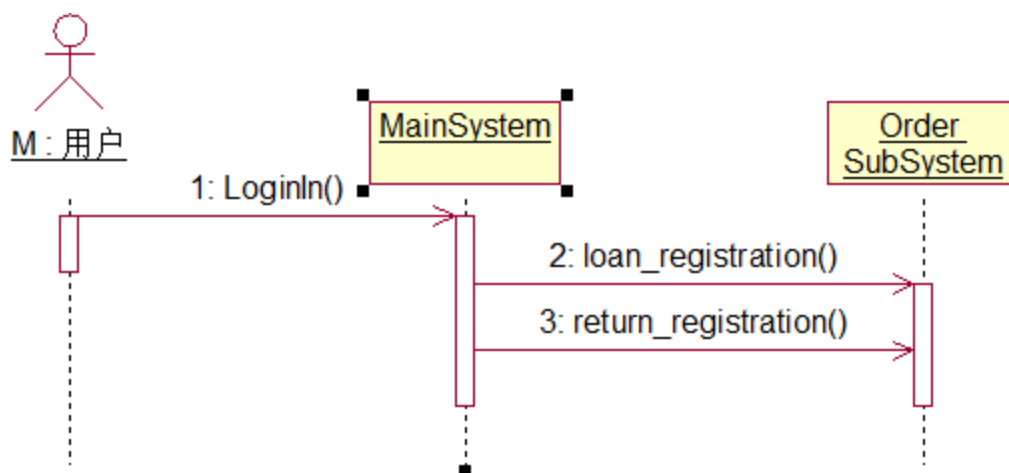 M : 用户
MainSystem
Order
SubSystem
1: LoginIn()
2: loan_registration()
3: return_registration()